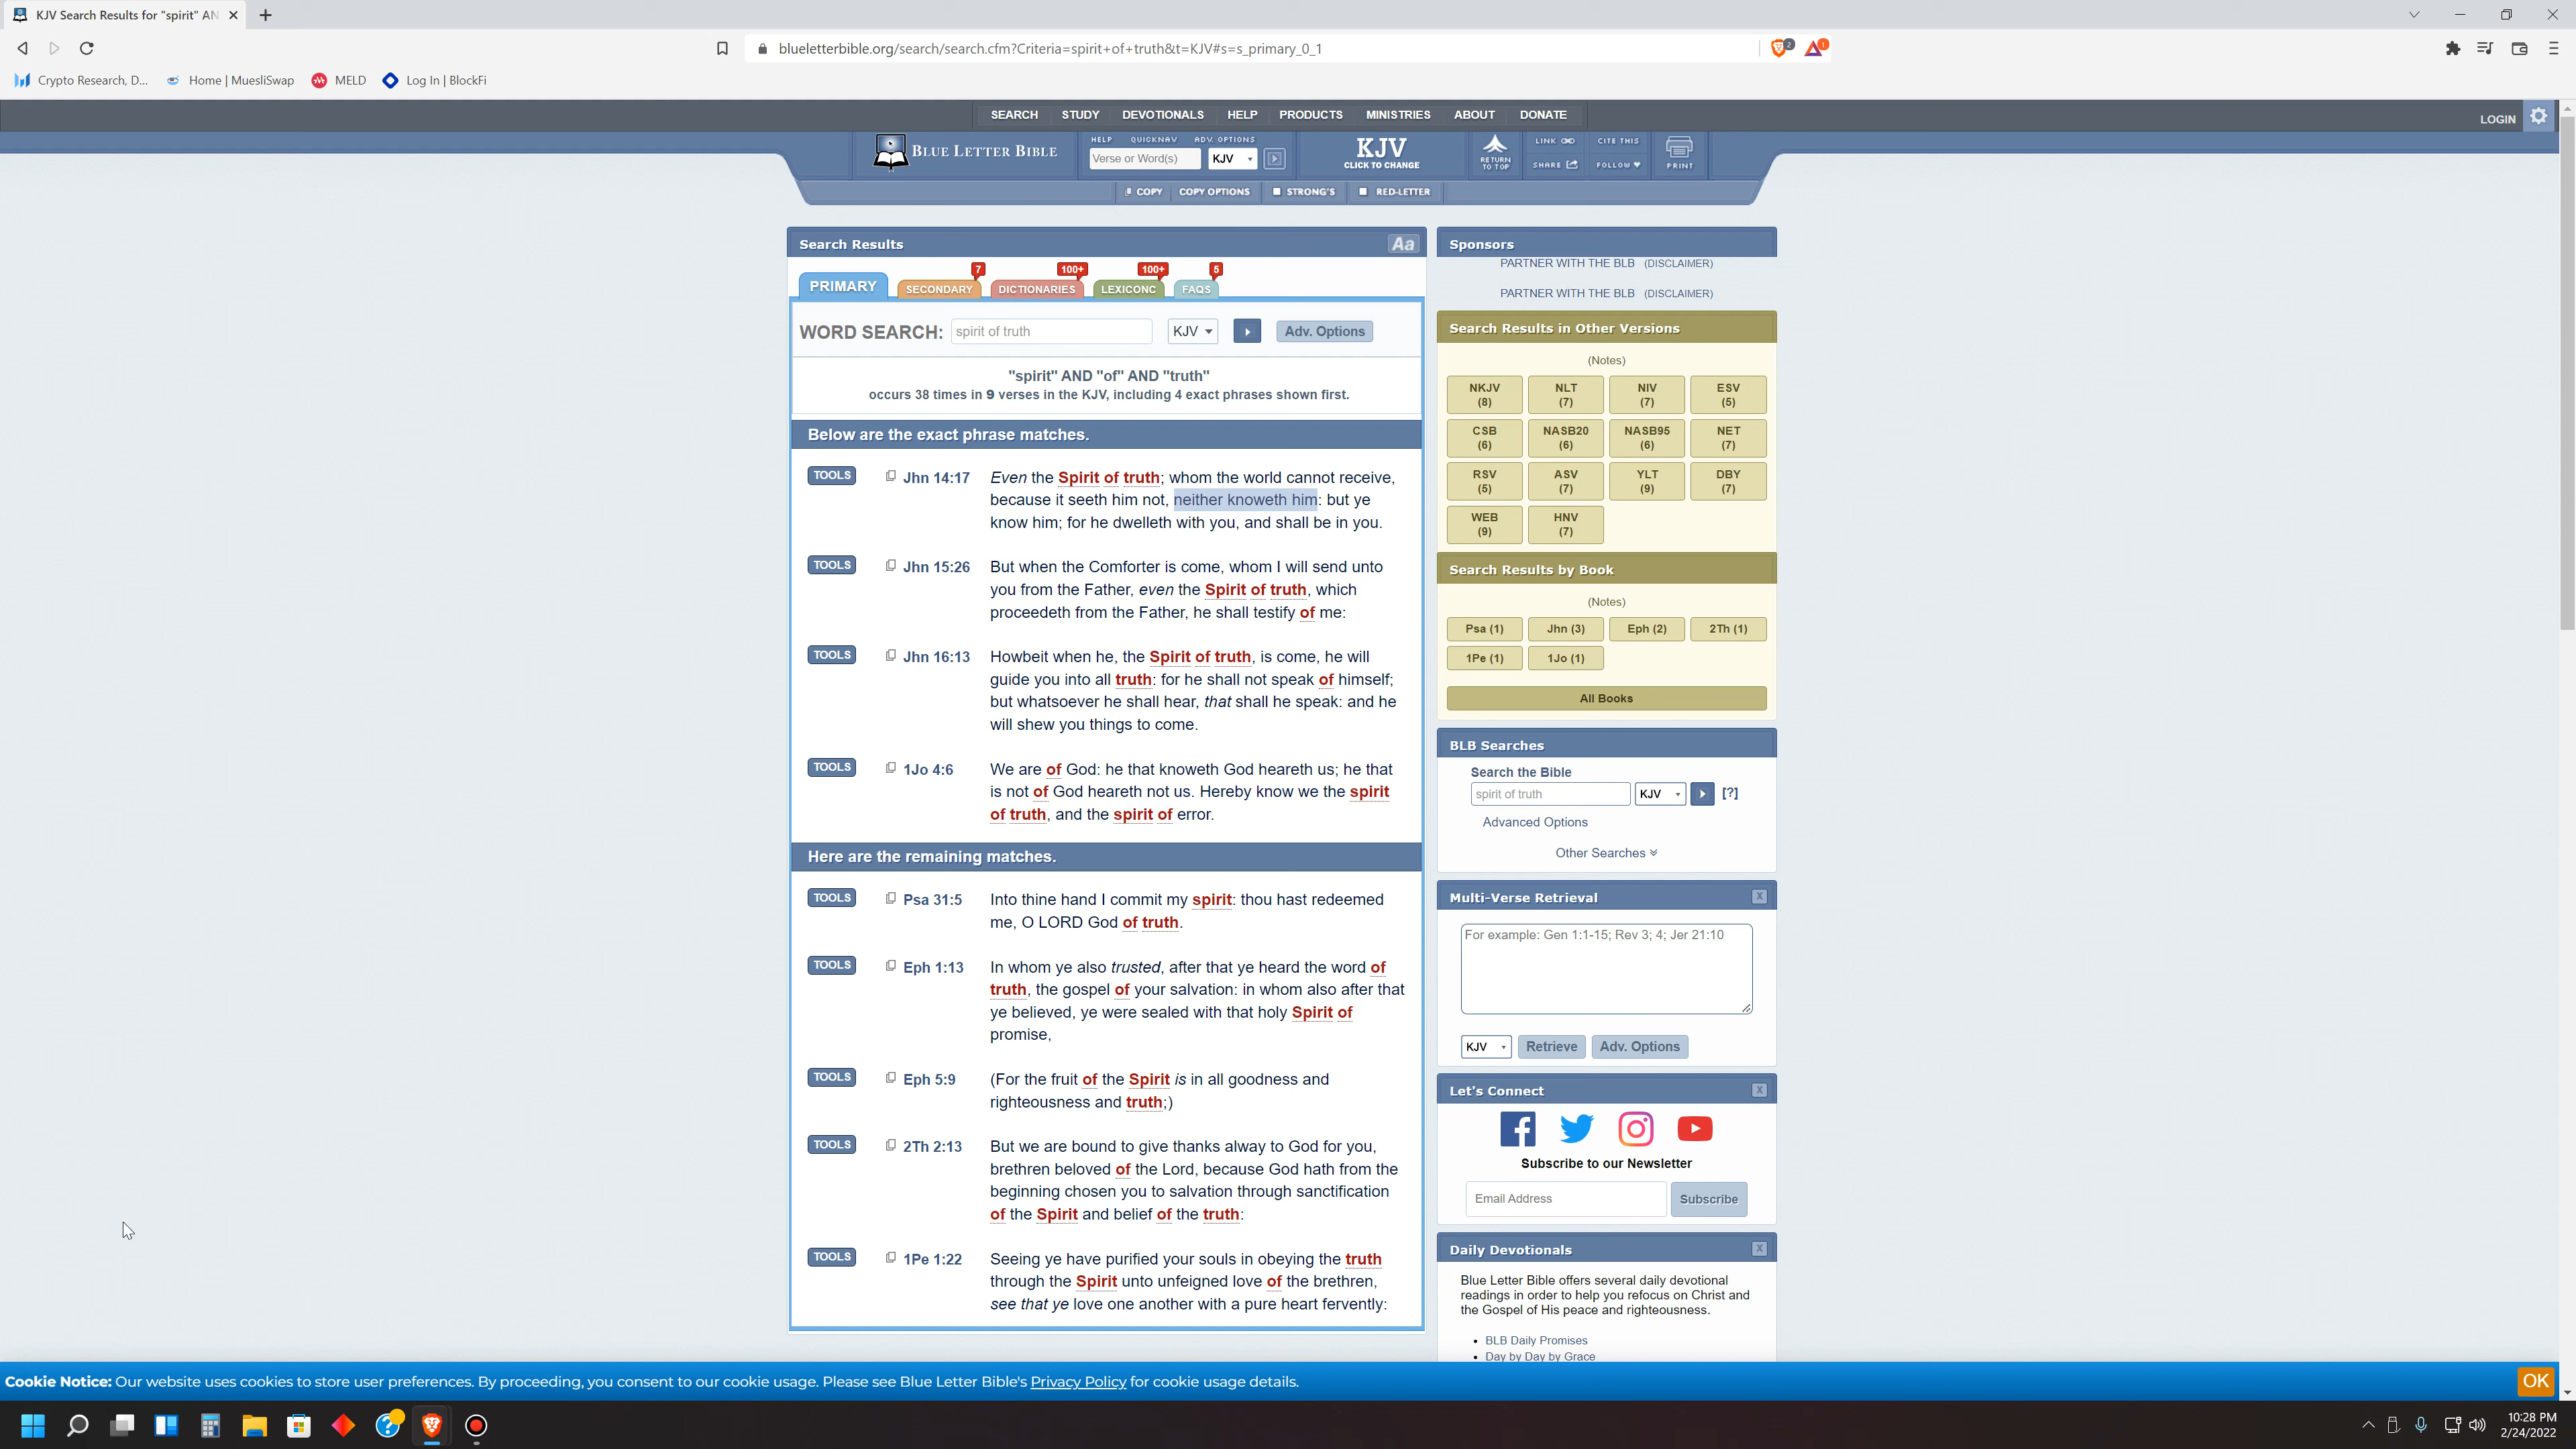 KJV Search Results for "spirit" AN
blueletterbible.org/search/search.cfm?Criteria=spirit+of+truth&t=KJV#s=s_primary_0_1
2
1
Crypto Research, D...
Home | MuesliSwap
MELD
Log In | BlockFi
SEARCH STUDY DEVOTIONALS HELP PRODUCTS MINISTRIES ABOUT DONATE
LOGIN
BLUE LETTER BIBLE
HELP QUICKNAV ADV. OPTIONS
Verse or Word(s)
KJV
KJV
CLICK TO CHANGE
RETURN
TO TOP
LINK
SHARE
CITE THIS
FOLLOW
PRINT
COPY COPY OPTIONS STRONG'S RED-LETTER
Search Results
Aa
PRIMARY
SECONDARY
7
DICTIONARIES
100+
LEXICONC
100+
FAQS
5
WORD SEARCH: spirit of truth KJV Adv. Options
"spirit" AND "of" AND "truth"
occurs 38 times in 9 verses in the KJV, including 4 exact phrases shown first.
Below are the exact phrase matches.
TOOLS Jhn 14:17 Even the Spirit of truth; whom the world cannot receive,
because it seeth him not, neither knoweth him: but ye
know him; for he dwelleth with you, and shall be in you.
TOOLS Jhn 15:26 But when the Comforter is come, whom I will send unto
you from the Father, even the Spirit of truth, which
proceedeth from the Father, he shall testify of me:
TOOLS Jhn 16:13 Howbeit when he, the Spirit of truth, is come, he will
guide you into all truth: for he shall not speak of himself;
but whatsoever he shall hear, that shall he speak: and he
will shew you things to come.
TOOLS 1Jo 4:6 We are of God: he that knoweth God heareth us; he that
is not of God heareth not us. Hereby know we the spirit
of truth, and the spirit of error.
Here are the remaining matches.
TOOLS Psa 31:5 Into thine hand I commit my spirit: thou hast redeemed
me, O LORD God of truth.
TOOLS Eph 1:13 In whom ye also trusted, after that ye heard the word of
truth, the gospel of your salvation: in whom also after that
ye believed, ye were sealed with that holy Spirit of
promise,
TOOLS Eph 5:9 (For the fruit of the Spirit is in all goodness and
righteousness and truth;)
TOOLS 2Th 2:13 But we are bound to give thanks alway to God for you,
brethren beloved of the Lord, because God hath from the
beginning chosen you to salvation through sanctification
of the Spirit and belief of the truth:
TOOLS 1Pe 1:22 Seeing ye have purified your souls in obeying the truth
through the Spirit unto unfeigned love of the brethren,
see that ye love one another with a pure heart fervently:
Sponsors
PARTNER WITH THE BLB (DISCLAIMER)
PARTNER WITH THE BLB (DISCLAIMER)
Search Results in Other Versions
(Notes)
NKJV NLT NIV ESV
(8) (7) (7) (5)
CSB NASB20 NASB95 NET
(6) (6) (6) (7)
RSV ASV YLT DBY
(5) (7) (9) (7)
WEB HNV
(9) (7)
Search Results by Book
(Notes)
Psa (1) Jhn (3) Eph (2) 2Th (1)
1Pe (1) 1Jo (1)
All Books
BLB Searches
Search the Bible
spirit of truth KJV [?]
Advanced Options
Other Searches
Multi-Verse Retrieval
X
For example: Gen 1:1-15; Rev 3; 4; Jer 21:10
KJV Retrieve Adv. Options
Let's Connect
X
Subscribe to our Newsletter
Email Address Subscribe
Daily Devotionals
X
Blue Letter Bible offers several daily devotional
readings in order to help you refocus on Christ and
the Gospel of His peace and righteousness.
• BLB Daily Promises
• Day by Day by Grace
Cookie Notice: Our website uses cookies to store user preferences. By proceeding, you consent to our cookie usage. Please see Blue Letter Bible's Privacy Policy for cookie usage details.
OK
10:28 PM
2/24/2022